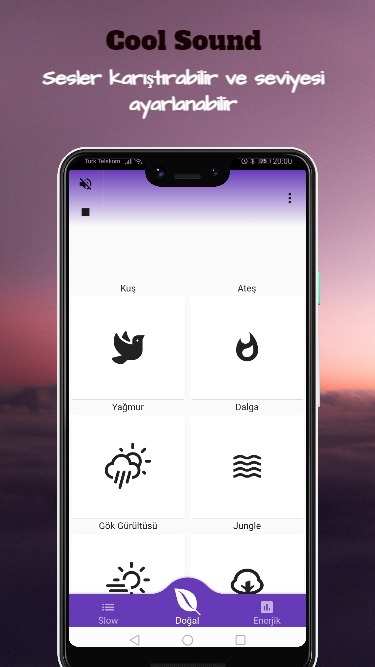 Cool Sound
Sesler karıştırabilir ve seviyesi
ayarlanabilir
Türk Telekom 20:00
Kuş Ateş
Yağmur Dalga
Gök Gürültüsü Jungle
Slow Doğal Enerjik